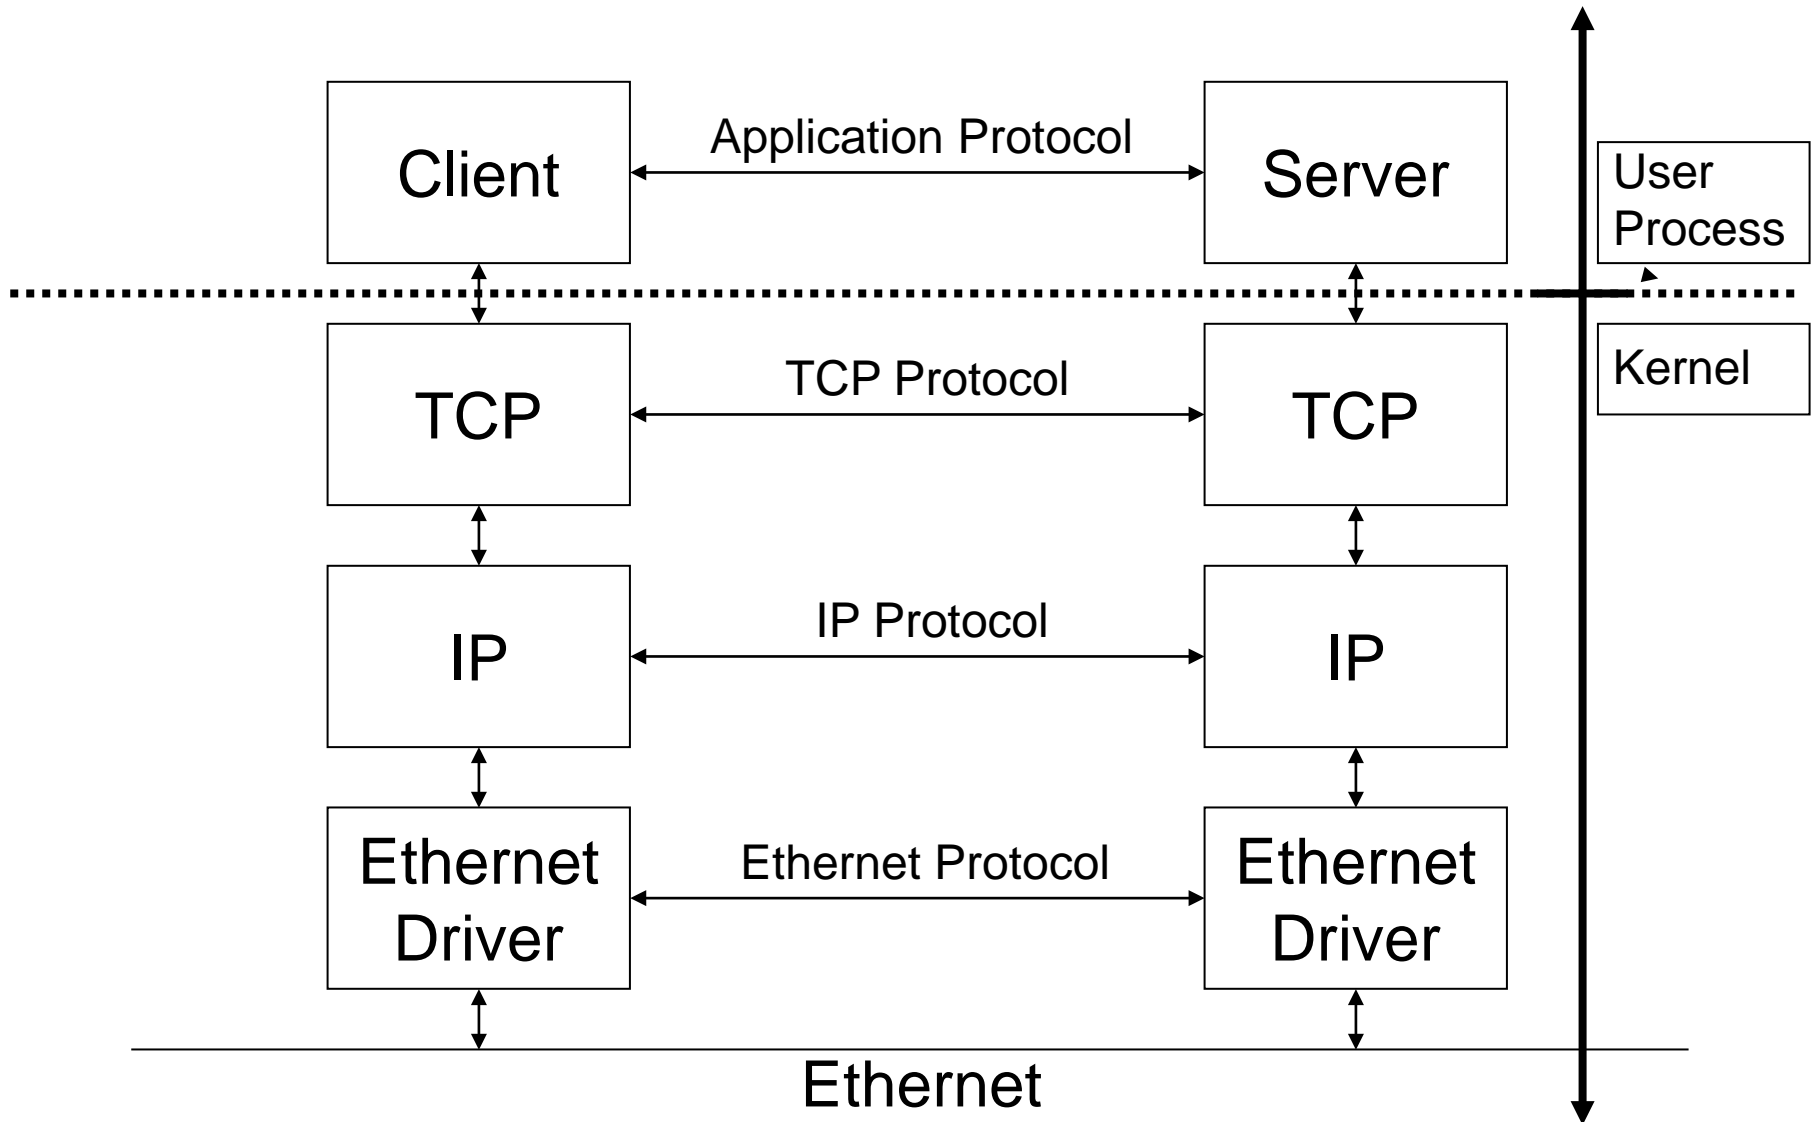 Client
Application Protocol
Server
User
Process
TCP
TCP Protocol
TCP
Kernel
IP
IP Protocol
IP
Ethernet
Driver
Ethernet Protocol
Ethernet
Driver
Ethernet